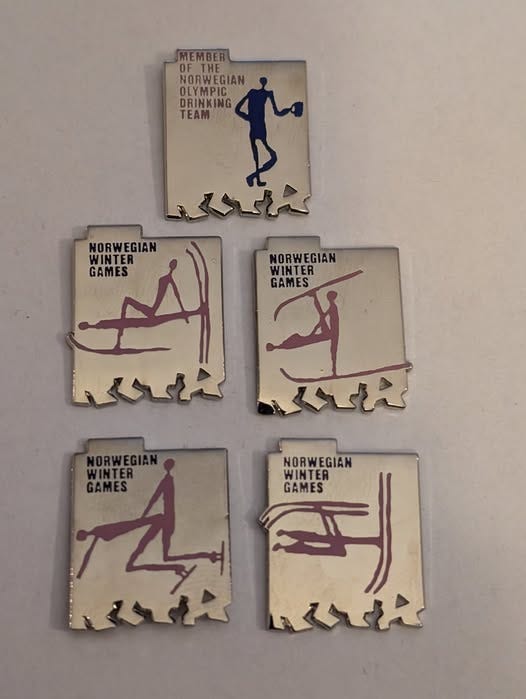 MEMBER
OF THE
NORWEGIAN
OLYMPIC
DRINKING
TEAM
NORWEGIAN
WINTER
GAMES
NORWEGIAN
WINTER
GAMES
NORWEGIAN
WINTER
GAMES
NORWEGIAN
WINTER
GAMES